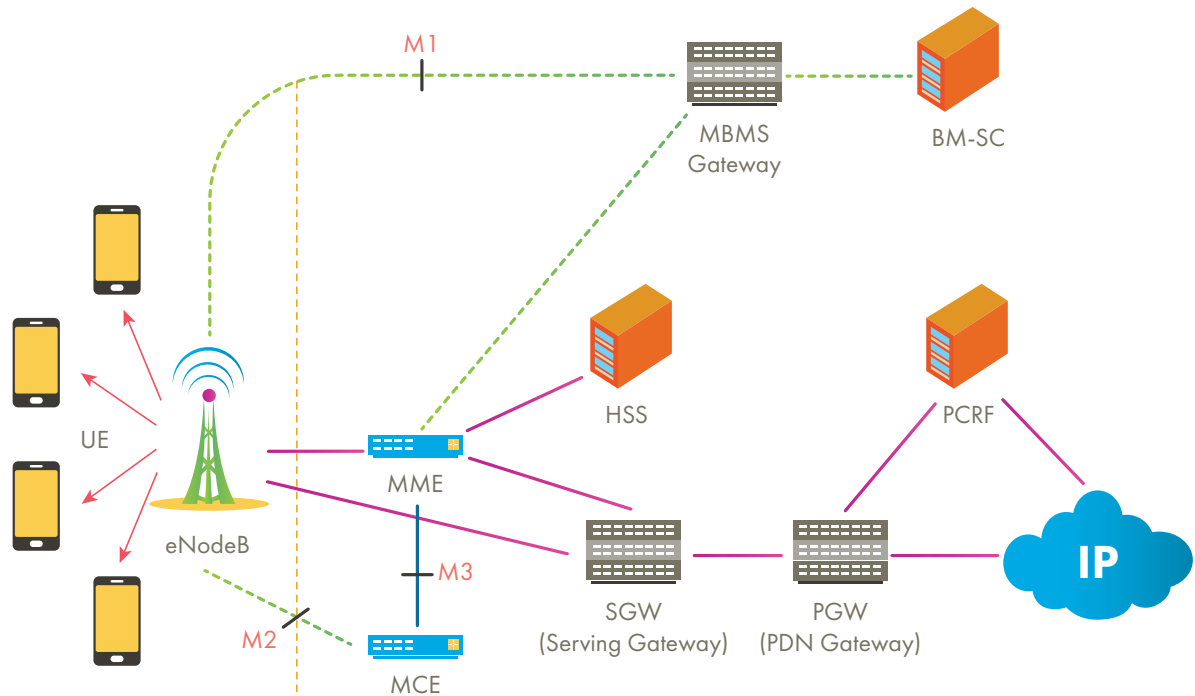 M1
MBMS
Gateway
BM-SC
UE
HSS
PCRF
MME
eNodeB
M3
IP
SGW
(Serving Gateway)
PGW
(PDN Gateway)
M2
MCE